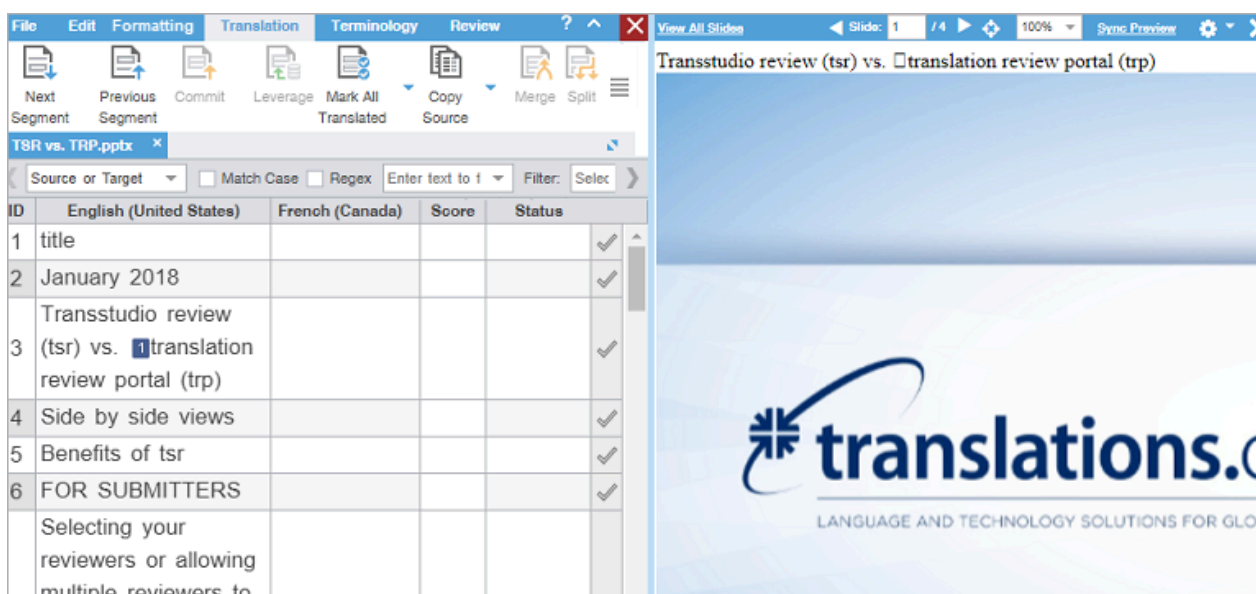 File Edit Formatting Translation Terminology Review ?
Next Segment
Previous Segment
Commit
Leverage
Mark All Translated
Copy Source
Merge
Split
TSR vs. TRP.pptx ×
Source or Target Match Case Regex Enter text to f Filter: Selec
ID English (United States) French (Canada) Score Status
1 title
2 January 2018
Transstudio review
3 (tsr) vs. 1translation
review portal (trp)
4 Side by side views
5 Benefits of tsr
6 FOR SUBMITTERS
Selecting your
reviewers or allowing
multiple reviewers to
View All Slides Slide: 1 / 4 100% Sync Preview
Transstudio review (tsr) vs. □translation review portal (trp)
translations.c
LANGUAGE AND TECHNOLOGY SOLUTIONS FOR GLO